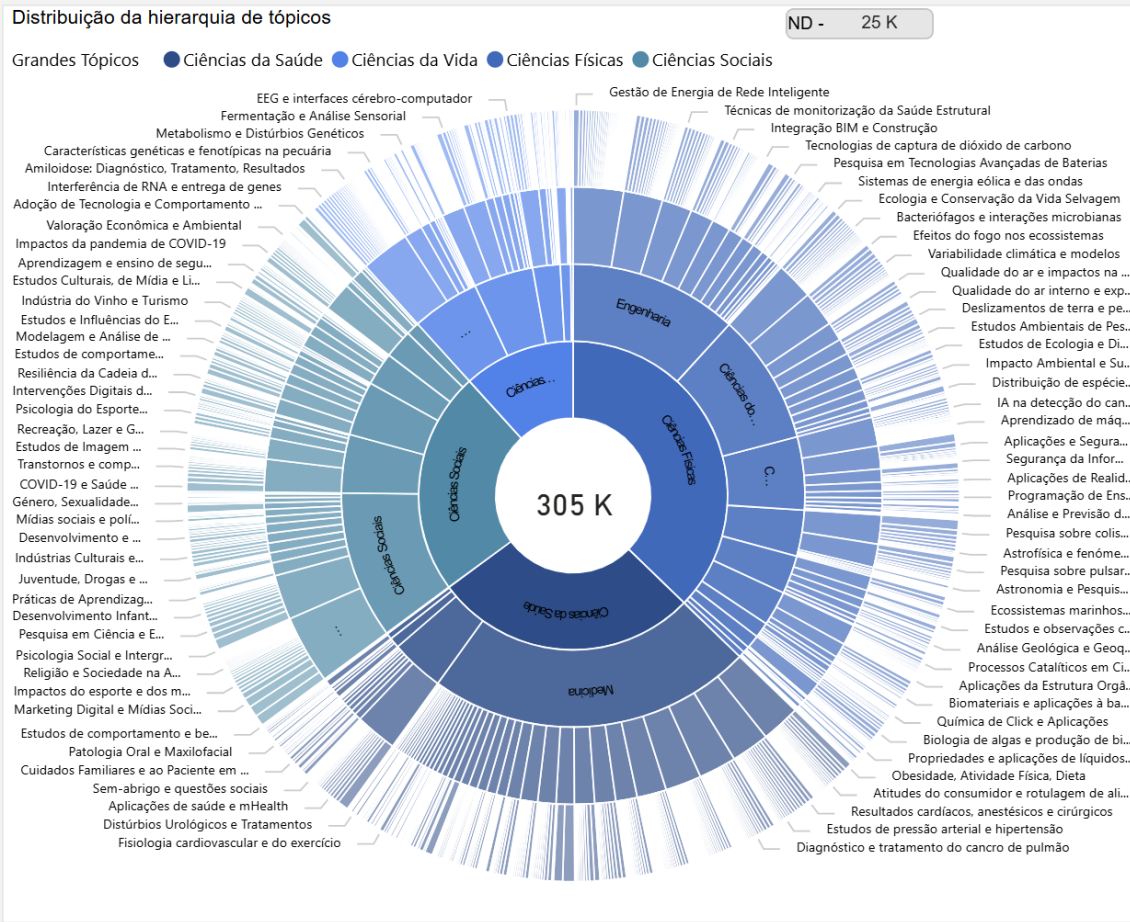 Distribuição da hierarquia de tópicos
ND - 25 K
Grandes Tópicos Ciências da Saúde Ciências da Vida Ciências Físicas Ciências Sociais
EEG e interfaces cérebro-computador
Fermentação e Análise Sensorial
Metabolismo e Distúrbios Genéticos
Características genéticas e fenotípicas na pecuária
Amiloidose: Diagnóstico, Tratamento, Resultados
Interferência de RNA e entrega de genes
Adoção de Tecnologia e Comportamento ...
Valoração Econômica e Ambiental
Impactos da pandemia de COVID-19
Aprendizagem e ensino de segu...
Estudos Culturais, de Mídia e Li...
Indústria do Vinho e Turismo
Estudos e Influências do E...
Modelagem e Análise de ...
Estudos de comportame...
Resiliência da Cadeia d...
Intervenções Digitais d...
Psicologia do Esporte...
Recreação, Lazer e G...
Estudos de Imagem ...
Transtornos e comp...
COVID-19 e Saúde ...
Género, Sexualidade...
Mídias sociais e polí...
Desenvolvimento e ...
Indústrias Culturais e...
Juventude, Drogas e ...
Práticas de Aprendizag...
Desenvolvimento Infant...
Pesquisa em Ciência e E...
Psicologia Social e Intergr...
Religião e Sociedade na A...
Impactos do esporte e dos m...
Marketing Digital e Mídias Soci...
Estudos de comportamento e be...
Patologia Oral e Maxilofacial
Cuidados Familiares e ao Paciente em ...
Sem-abrigo e questões sociais
Aplicações de saúde e mHealth
Distúrbios Urológicos e Tratamentos
Fisiologia cardiovascular e do exercício
Gestão de Energia de Rede Inteligente
Técnicas de monitorização da Saúde Estrutural
Integração BIM e Construção
Tecnologias de captura de dióxido de carbono
Pesquisa em Tecnologias Avançadas de Baterias
Sistemas de energia eólica e das ondas
Ecologia e Conservação da Vida Selvagem
Bacteriófagos e interações microbianas
Efeitos do fogo nos ecossistemas
Variabilidade climática e modelos
Qualidade do ar e impactos na ...
Qualidade do ar interno e exp...
Deslizamentos de terra e pe...
Estudos Ambientais de Pes...
Estudos de Ecologia e Di...
Impacto Ambiental e Su...
Distribuição de espécie...
IA na detecção do can...
Aprendizado de máq...
Aplicações e Segura...
Segurança da Infor...
Aplicações de Realid...
Programação de Ens...
Análise e Previsão d...
Pesquisa sobre colis...
Astrofísica e fenóme...
Pesquisa sobre pulsar...
Astronomia e Pesquis...
Ecossistemas marinhos...
Estudos e observações c...
Análise Geológica e Geoq...
Processos Catalíticos em Ci...
Aplicações da Estrutura Orgâ...
Biomateriais e aplicações à ba...
Química de Click e Aplicações
Biologia de algas e produção de bi...
Propriedades e aplicações de líquidos...
Obesidade, Atividade Física, Dieta
Atitudes do consumidor e rotulagem de ali...
Resultados cardíacos, anestésicos e cirúrgicos
Estudos de pressão arterial e hipertensão
Diagnóstico e tratamento do cancro de pulmão
Engenharia
Ciências do...
C...
Ciências Físicas
Ciências...
...
Ciências Sociais
Ciências Sociais
...
Ciências da Saúde
Medicina
305 K